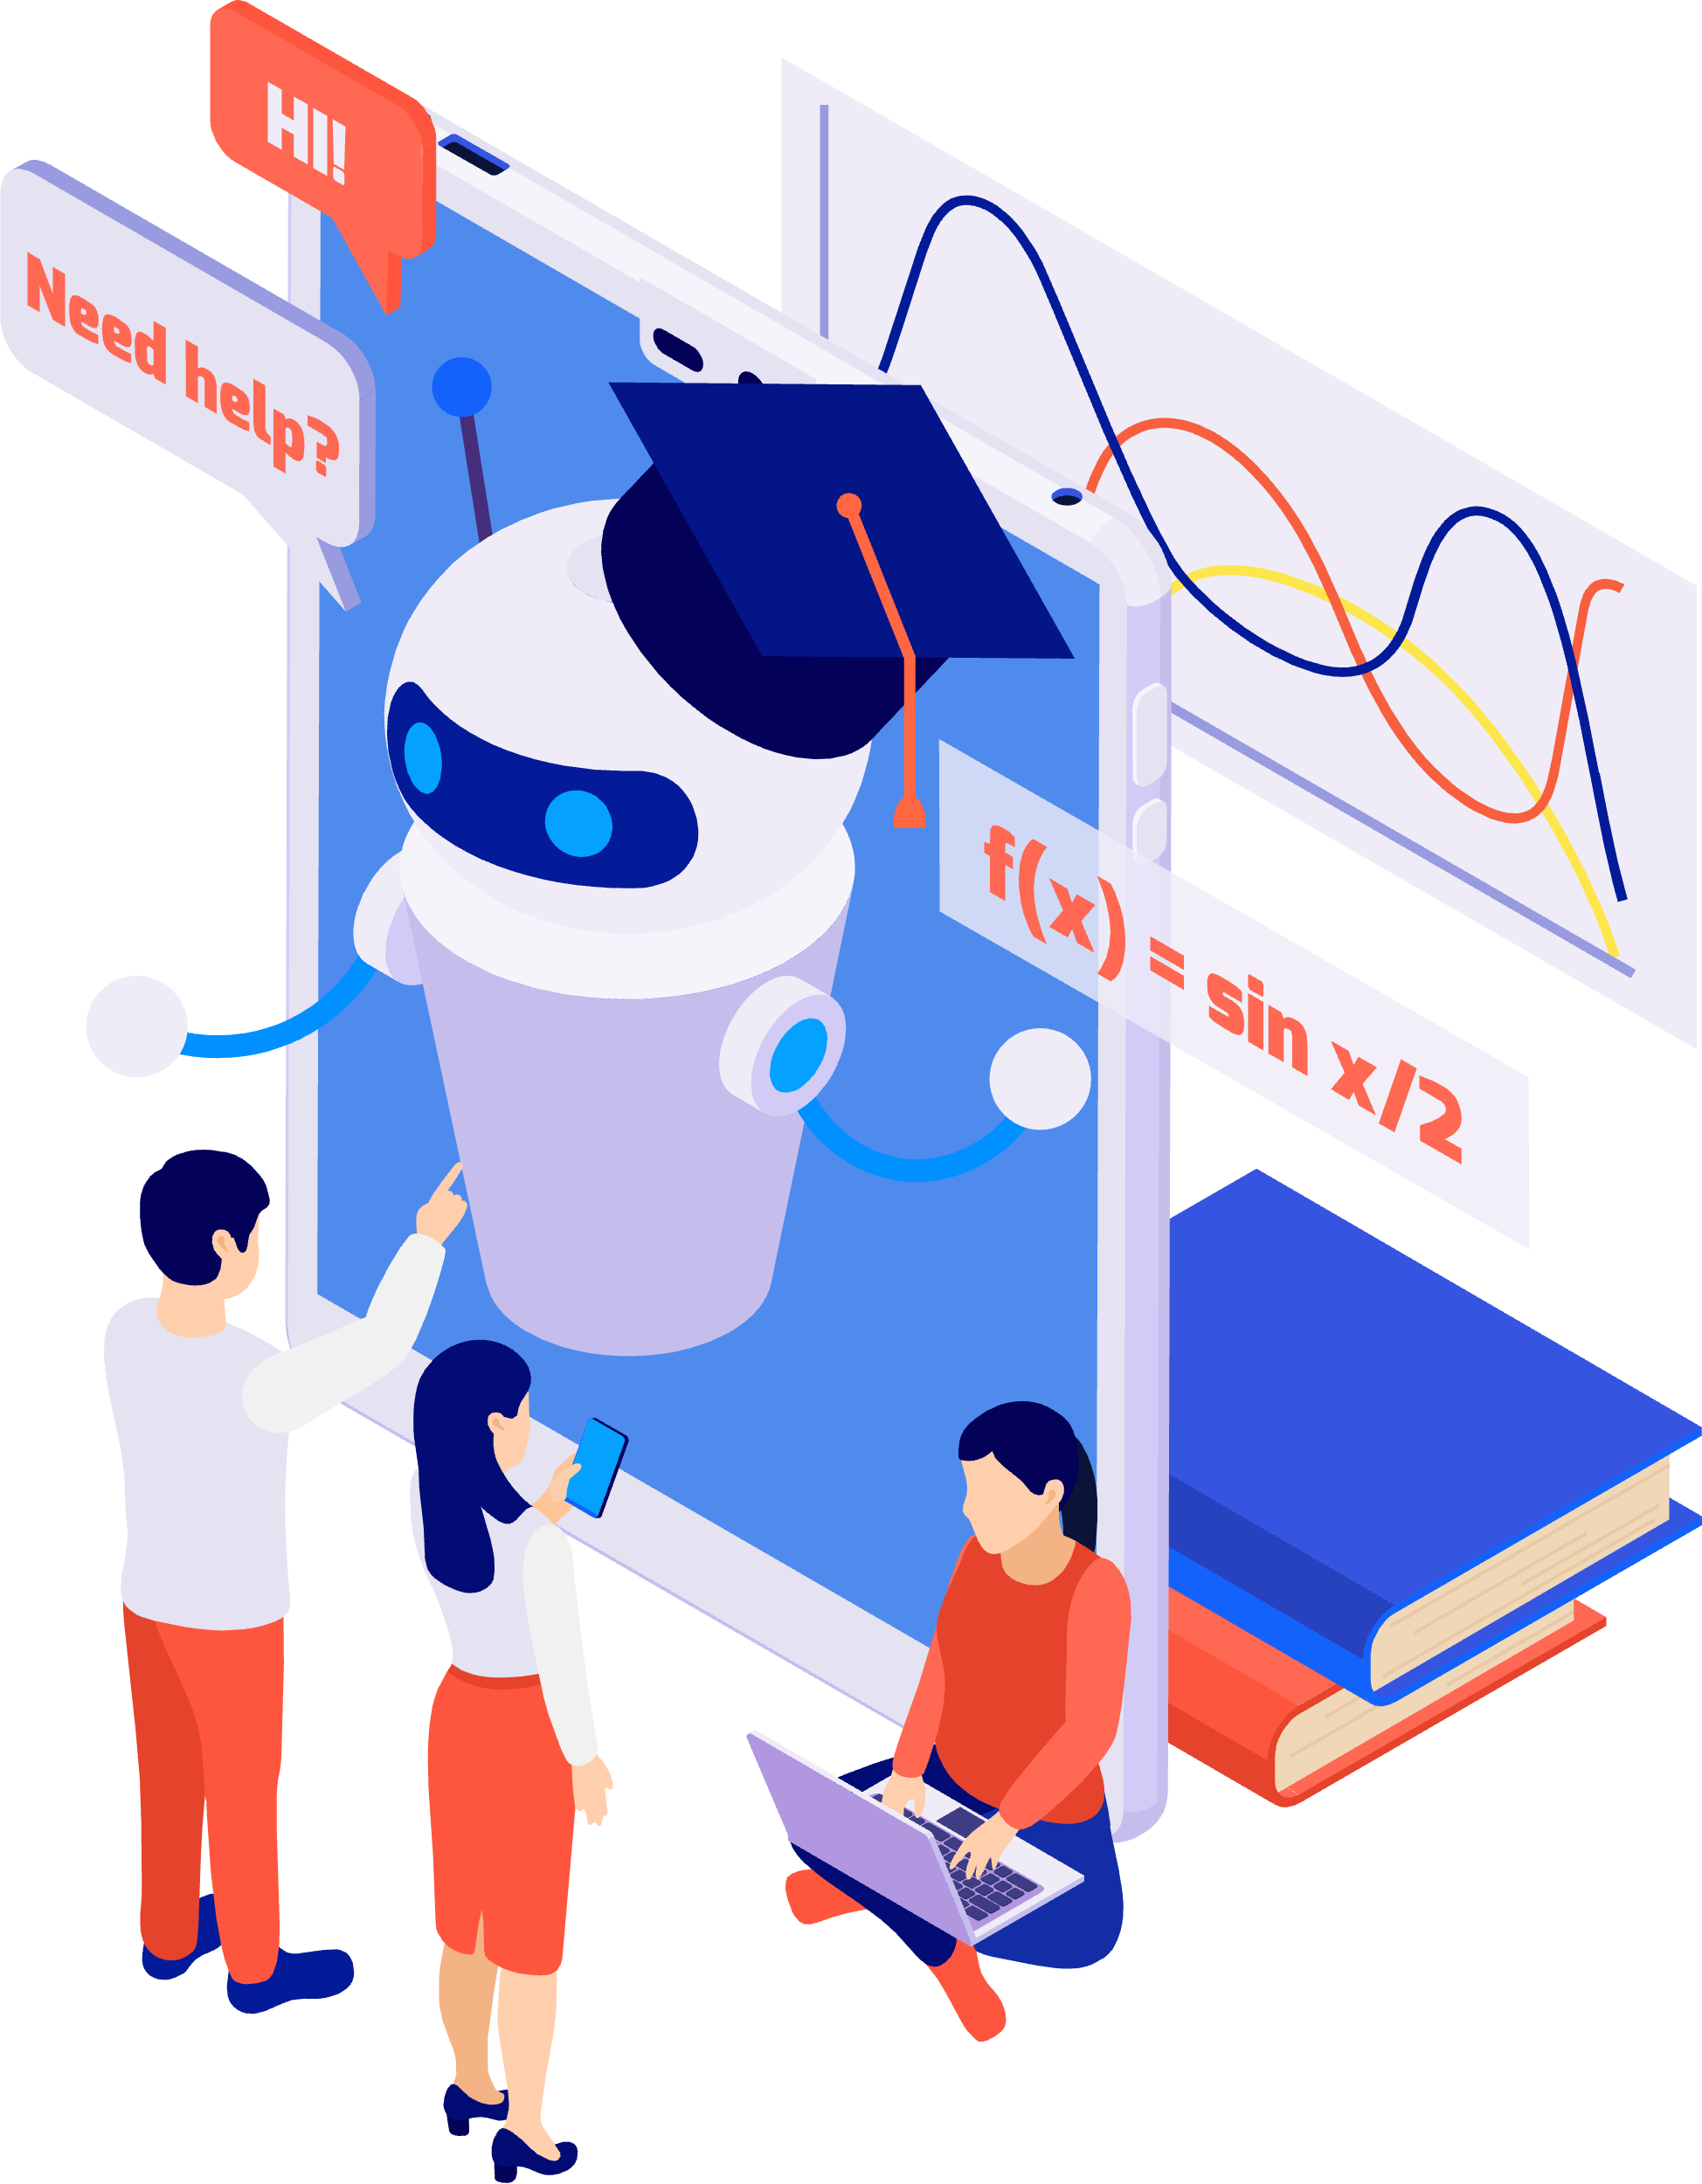 HI!
Need help?
f(x) = sin x/2